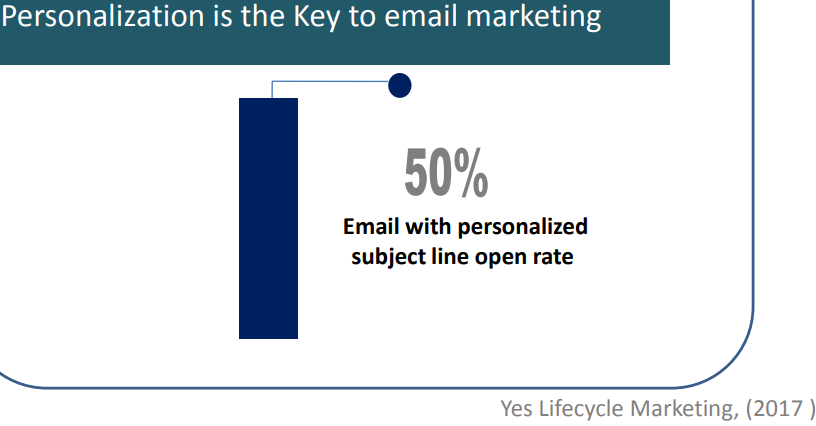 Personalization is the Key to email marketing
50%
Email with personalized
subject line open rate
Yes Lifecycle Marketing, (2017 )